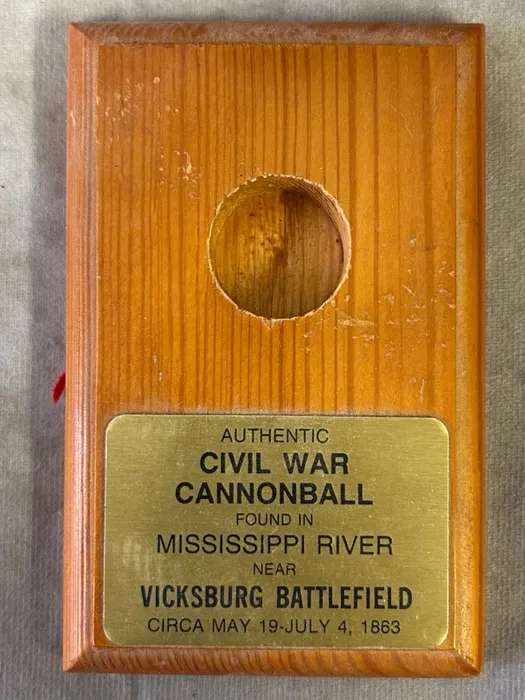 AUTHENTIC
CIVIL WAR
CANNONBALL
FOUND IN
MISSISSIPPI RIVER
NEAR
VICKSBURG BATTLEFIELD
CIRCA MAY 19-JULY 4, 1863